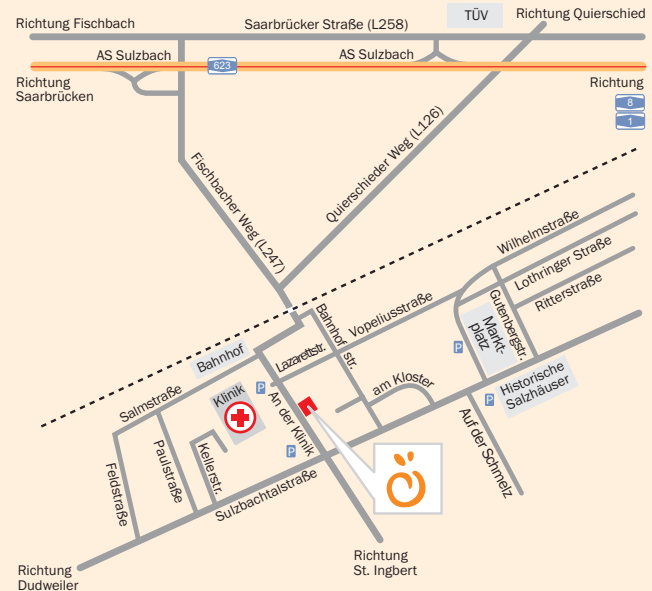 Richtung Fischbach
Saarbrücker Straße (L258)
TÜV
Richtung Quierschied
AS Sulzbach
623
AS Sulzbach
Richtung
Saarbrücken
Richtung
8
1
Fischbacher Weg (L247)
Quierschieder Weg (L126)
Wilhelmstraße
Lothringer Straße
Ritterstraße
Gutenbergstr.
Markt-
platz
Bahnhof
Bahnhofstr.
Vopeliusstraße
Lazarettstr.
P
Salmstraße
Klinik
P
An der Klinik
am Kloster
Historische
Salzhäuser
P
Feldstraße
Paulstraße
Kellerstr.
P
Sulzbachtalstraße
Auf der Schmelz
Richtung
St. Ingbert
Richtung
Dudweiler